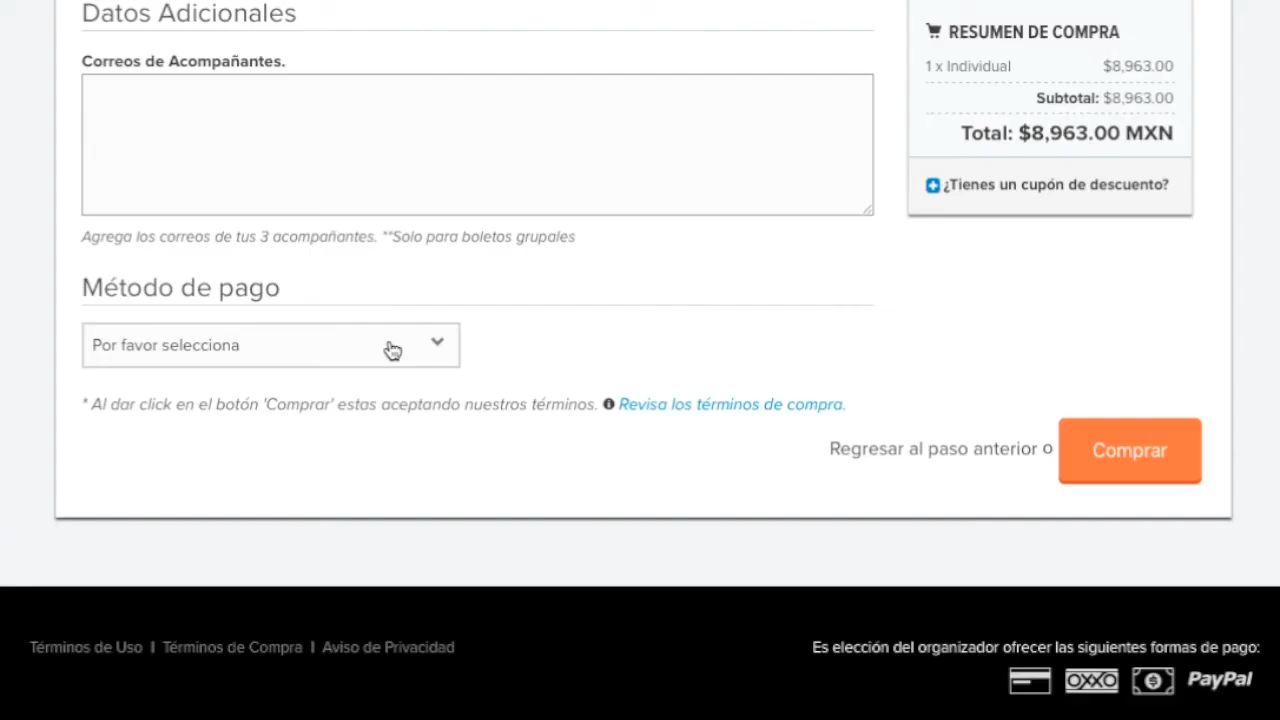 Datos Adicionales
Correos de Acompañantes.
Agrega los correos de tus 3 acompañantes. **Solo para boletos grupales
Método de pago
Por favor selecciona
* Al dar click en el botón 'Comprar' estas aceptando nuestros términos. Revisa los términos de compra.
Regresar al paso anterior o
Comprar
RESUMEN DE COMPRA
1 x Individual $8,963.00
Subtotal: $8,963.00
Total: $8,963.00 MXN
¿Tienes un cupón de descuento?
Términos de Uso | Términos de Compra | Aviso de Privacidad
Es elección del organizador ofrecer las siguientes formas de pago:
OXXO PayPal